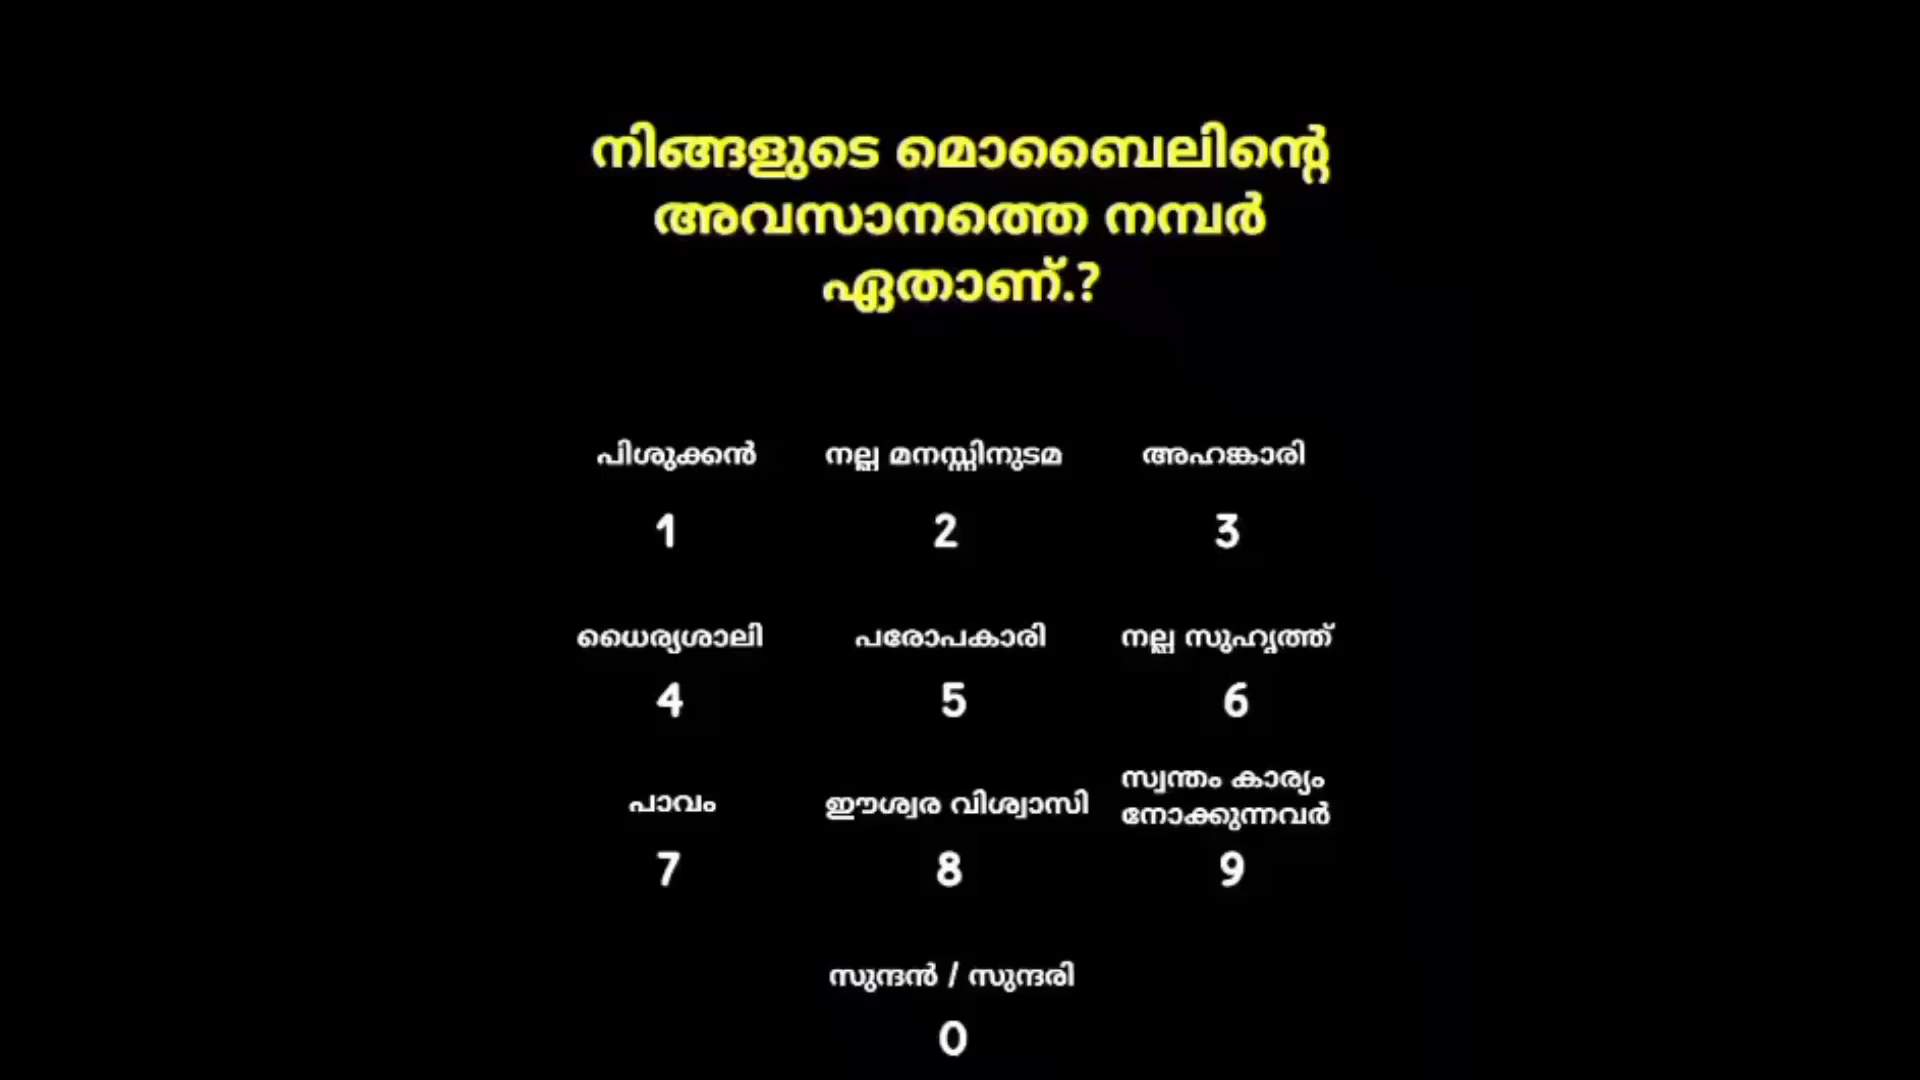 നിങ്ങളുടെ മൊബൈലിന്റെ
അവസാനത്തെ നമ്പർ
ഏതാണ്.?
പിശുക്കൻ നല്ല മനസ്സിനുടമ അഹങ്കാരി
1 2 3
ധൈര്യശാലി പരോപകാരി നല്ല സുഹൃത്ത്
4 5 6
പാവം ഈശ്വര വിശ്വാസി സ്വന്തം കാര്യം നോക്കുന്നവർ
7 8 9
സുന്ദൻ / സുന്ദരി
0